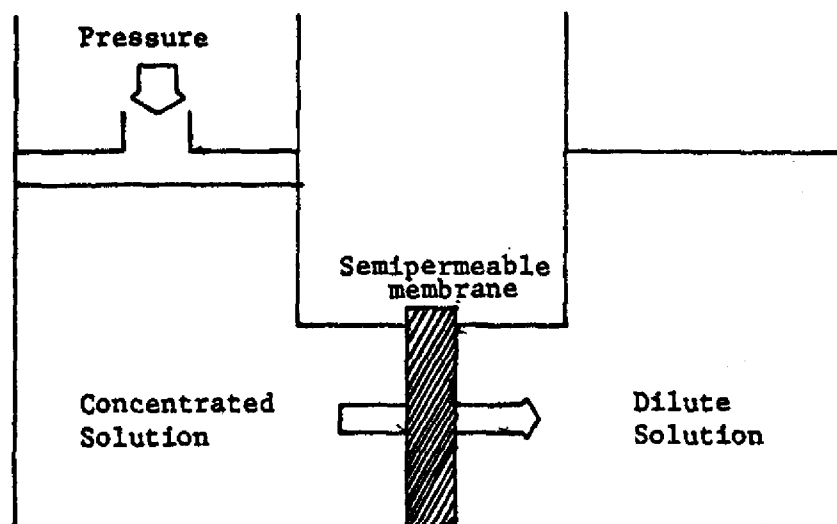 Pressure
Semipermeable
membrane
Concentrated
Solution
Dilute
Solution